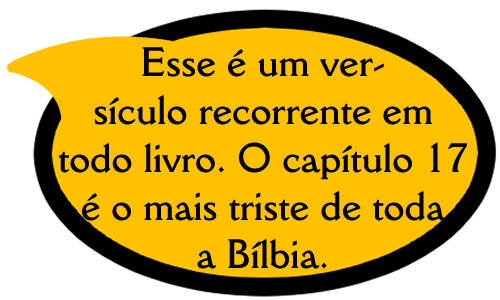 Esse é um ver-
sículo recorrente em
todo livro. O capítulo 17
é o mais triste de toda
a Bílbia.